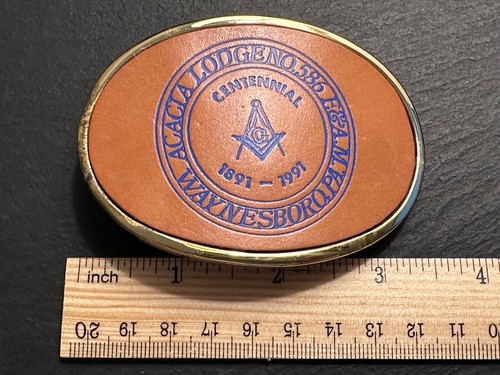 ACACIA LODGE NO. 586, F.&A.M.
CENTENNIAL
G
1891 – 1991
WAYNESBORO, PA.
inch 1 2 3 4
20 19 18 17 16 15 14 13 12 11 10